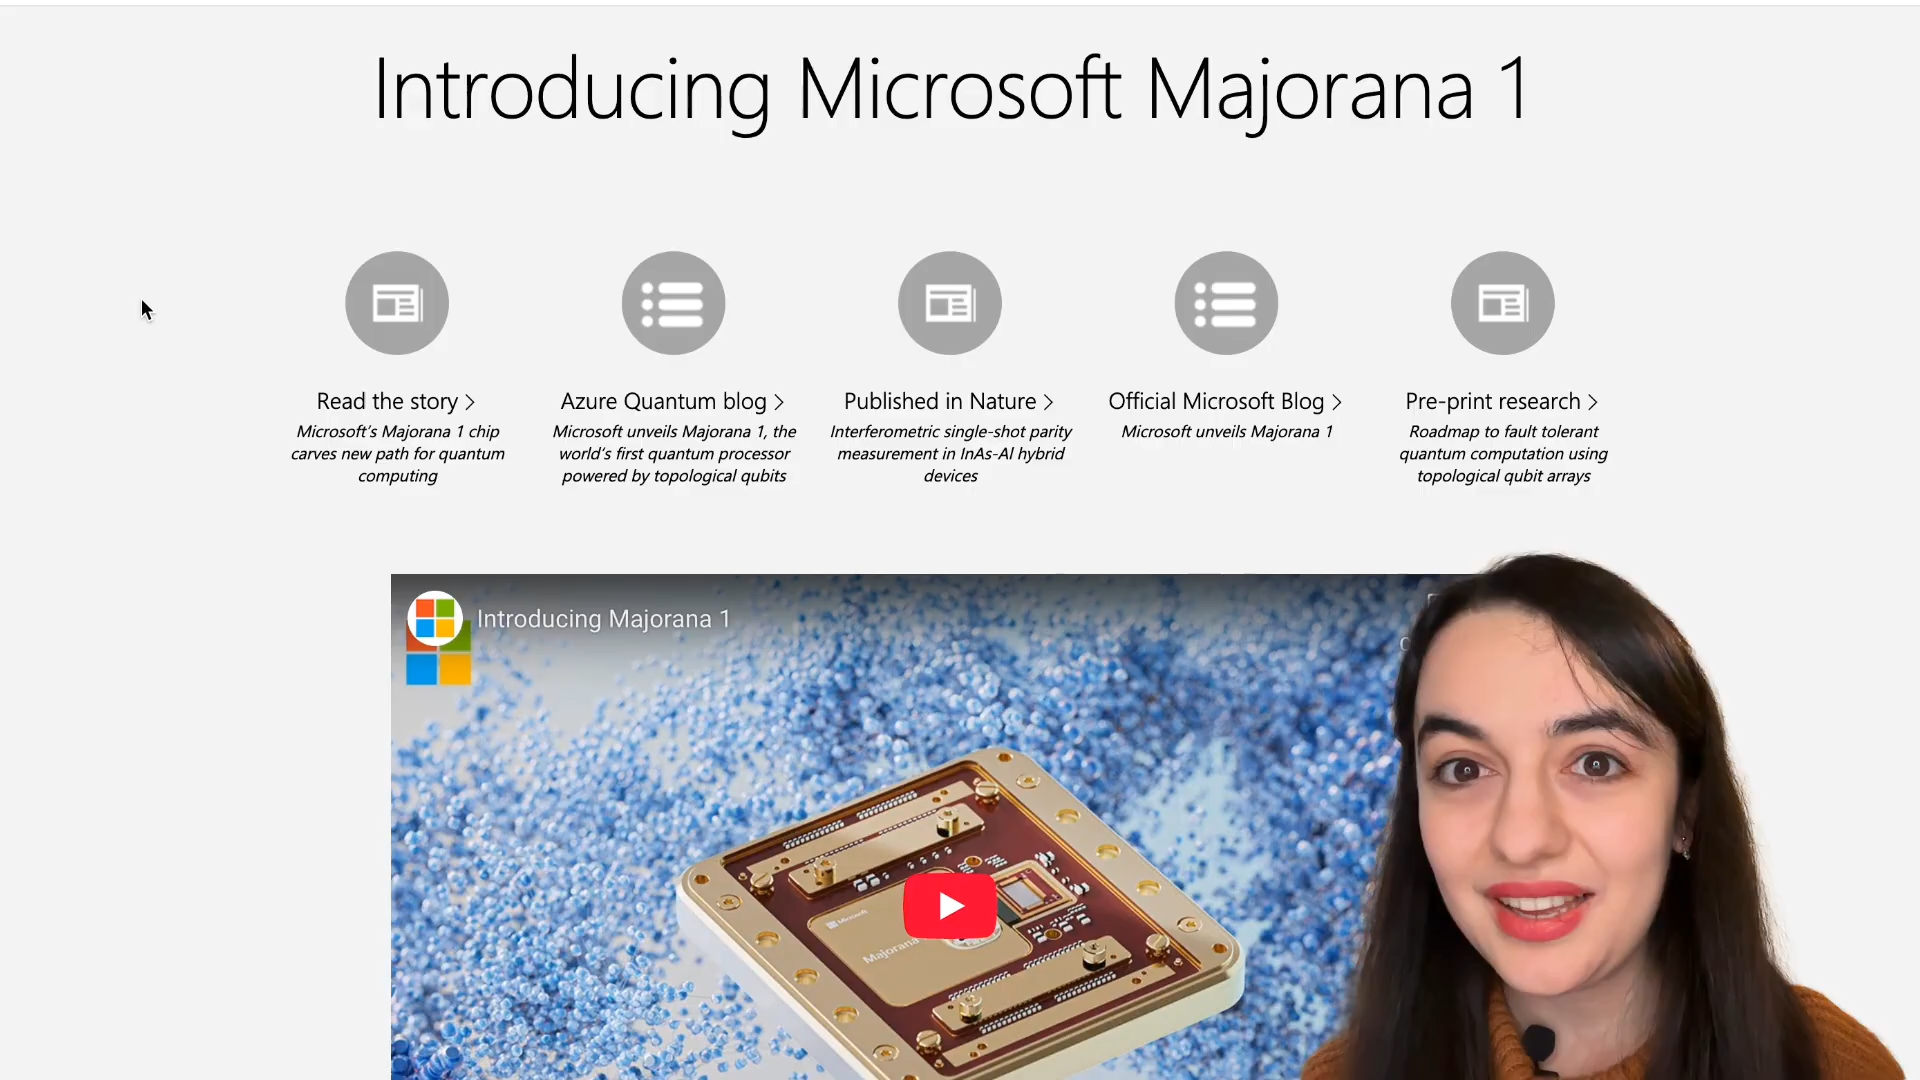 Introducing Microsoft Majorana 1
Read the story >
Microsoft's Majorana 1 chip
carves new path for quantum
computing
Azure Quantum blog >
Microsoft unveils Majorana 1, the
world's first quantum processor
powered by topological qubits
Published in Nature >
Interferometric single-shot parity
measurement in InAs-Al hybrid
devices
Official Microsoft Blog >
Microsoft unveils Majorana 1
Pre-print research >
Roadmap to fault tolerant
quantum computation using
topological qubit arrays
Introducing Majorana 1
Microsoft
Majorana